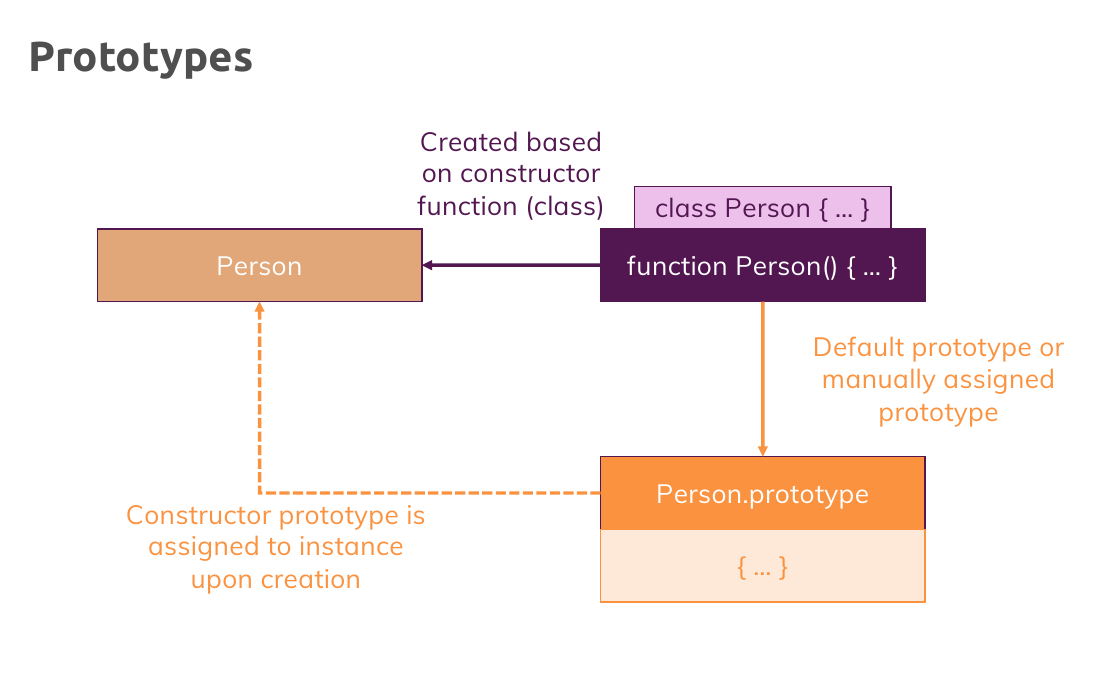 Prototypes
Created based
on constructor
function (class)
class Person { … }
Person
function Person() { … }
Default prototype or
manually assigned
prototype
Person.prototype
Constructor prototype is
assigned to instance
upon creation
{ … }